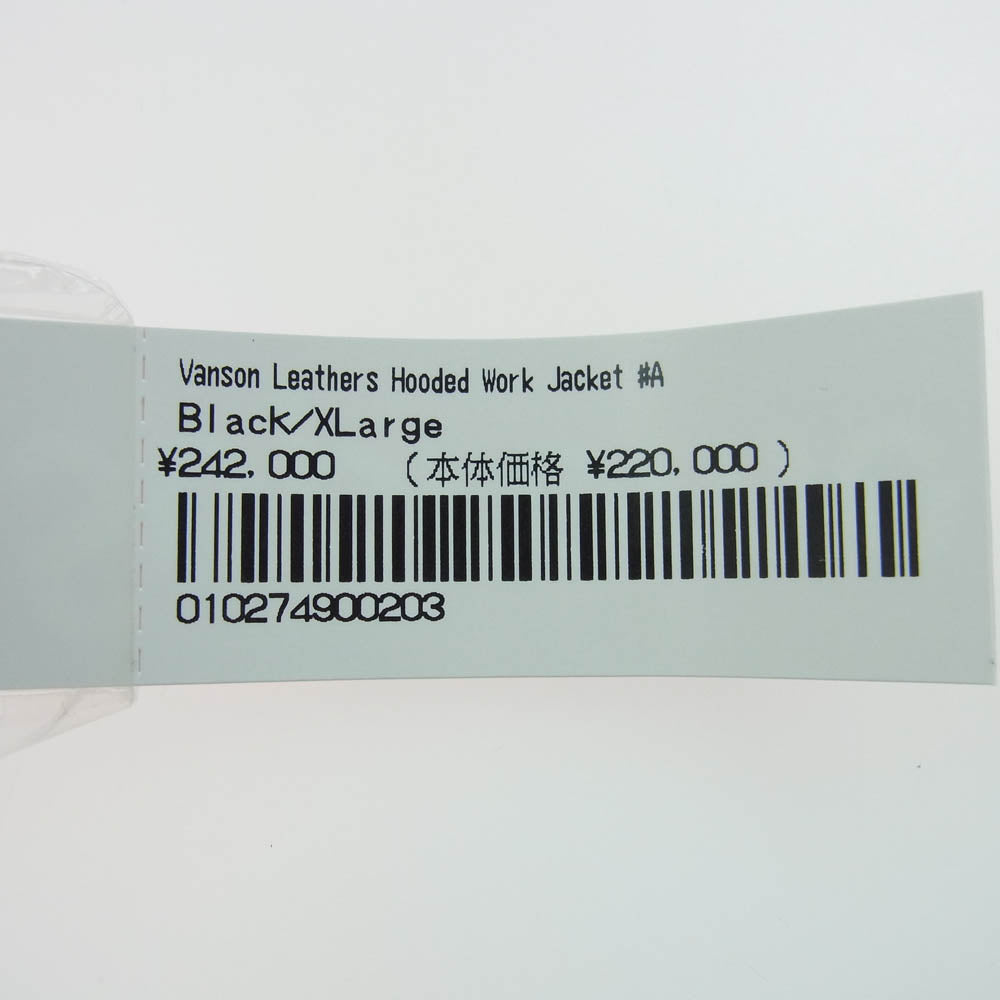 Vanson Leathers Hooded Work Jacket #A
Black/XLarge
¥242,000 (本体価格 ¥220,000 )
010274900203